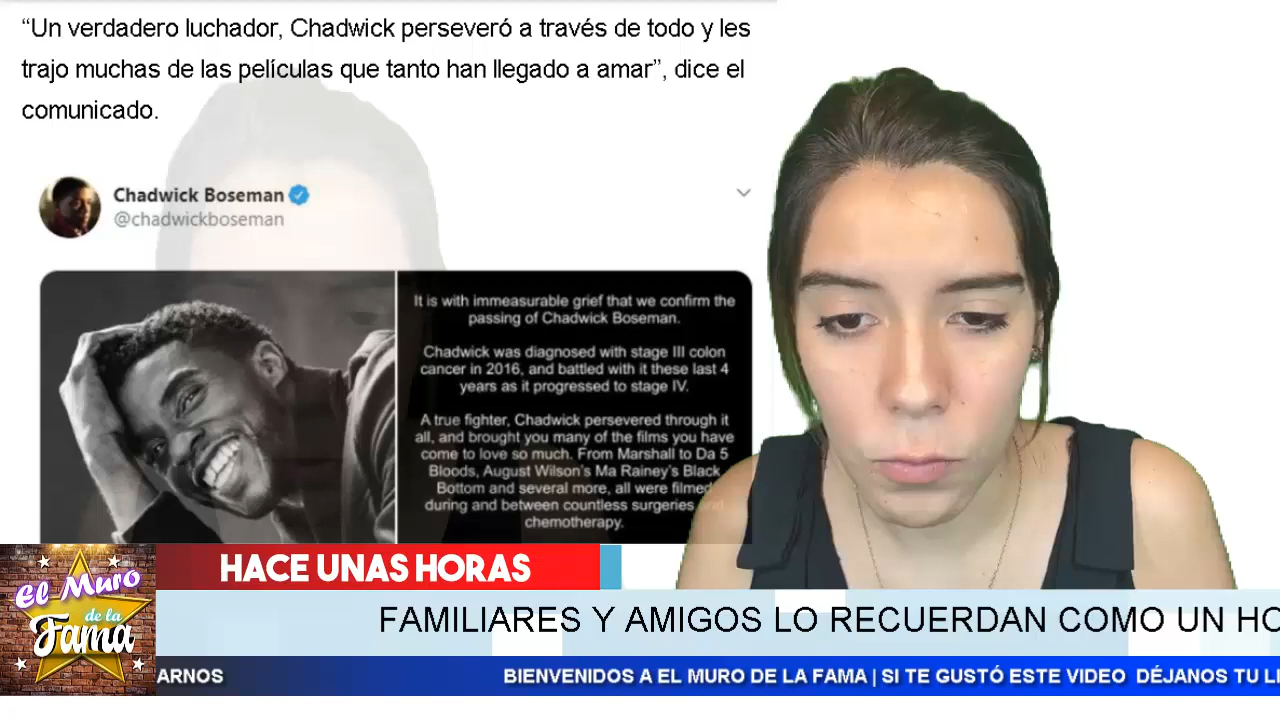 “Un verdadero luchador, Chadwick perseveró a través de todo y les
trajo muchas de las películas que tanto han llegado a amar”, dice el
comunicado.
Chadwick Boseman
@chadwickboseman
It is with immeasurable grief that we confirm the
passing of Chadwick Boseman.
Chadwick was diagnosed with stage III colon
cancer in 2016, and battled with it these last 4
years as it progressed to stage IV.
A true fighter, Chadwick persevered through it
all, and brought you many of the films you have
come to love so much. From Marshall to Da 5
Bloods, August Wilson's Ma Rainey's Black
Bottom and several more, all were filmed
during and between countless surgeries and
chemotherapy.
HACE UNAS HORAS
El Muro
de la
Fama
FAMILIARES Y AMIGOS LO RECUERDAN COMO UN HO
ARNOS BIENVENIDOS A EL MURO DE LA FAMA | SI TE GUSTÓ ESTE VIDEO DÉJANOS TU LI